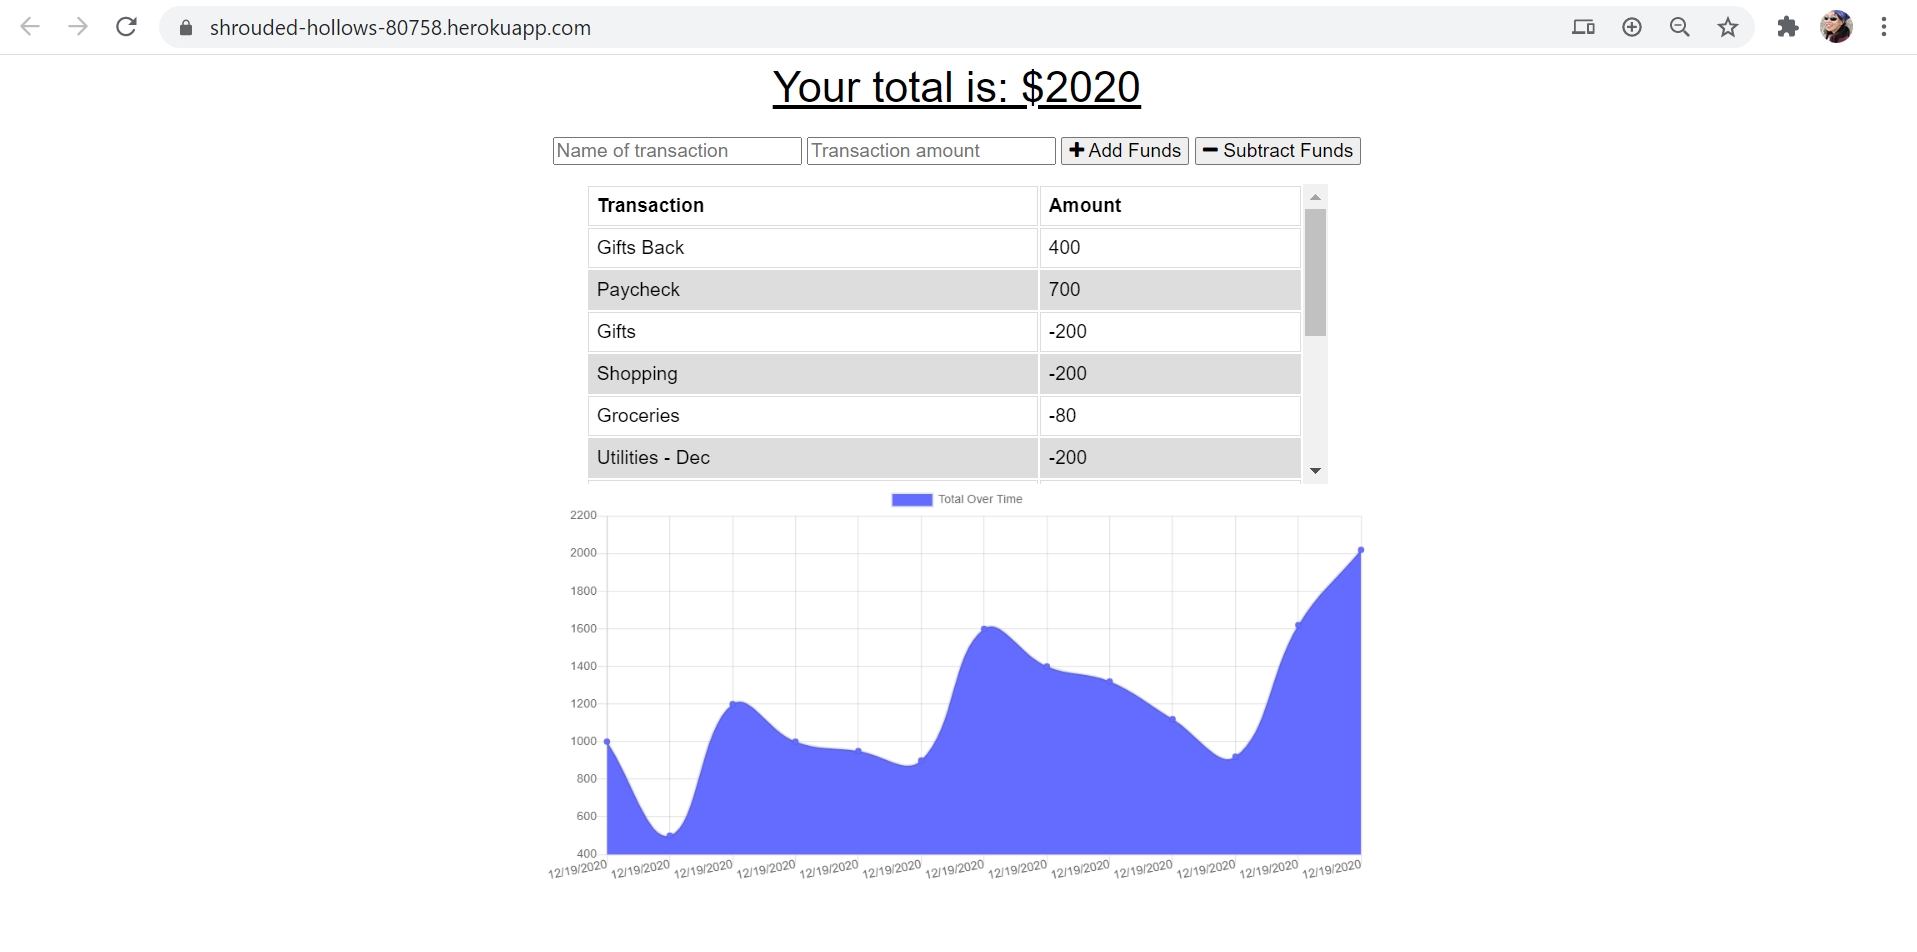 shrouded-hollows-80758.herokuapp.com
Your total is: $2020
Name of transaction Transaction amount Add Funds Subtract Funds
Transaction Amount
Gifts Back 400
Paycheck 700
Gifts -200
Shopping -200
Groceries -80
Utilities - Dec -200
Total Over Time
2200
2000
1800
1600
1400
1200
1000
800
600
400
12/19/2020 12/19/2020 12/19/2020 12/19/2020 12/19/2020 12/19/2020 12/19/2020 12/19/2020 12/19/2020 12/19/2020 12/19/2020 12/19/2020 12/19/2020